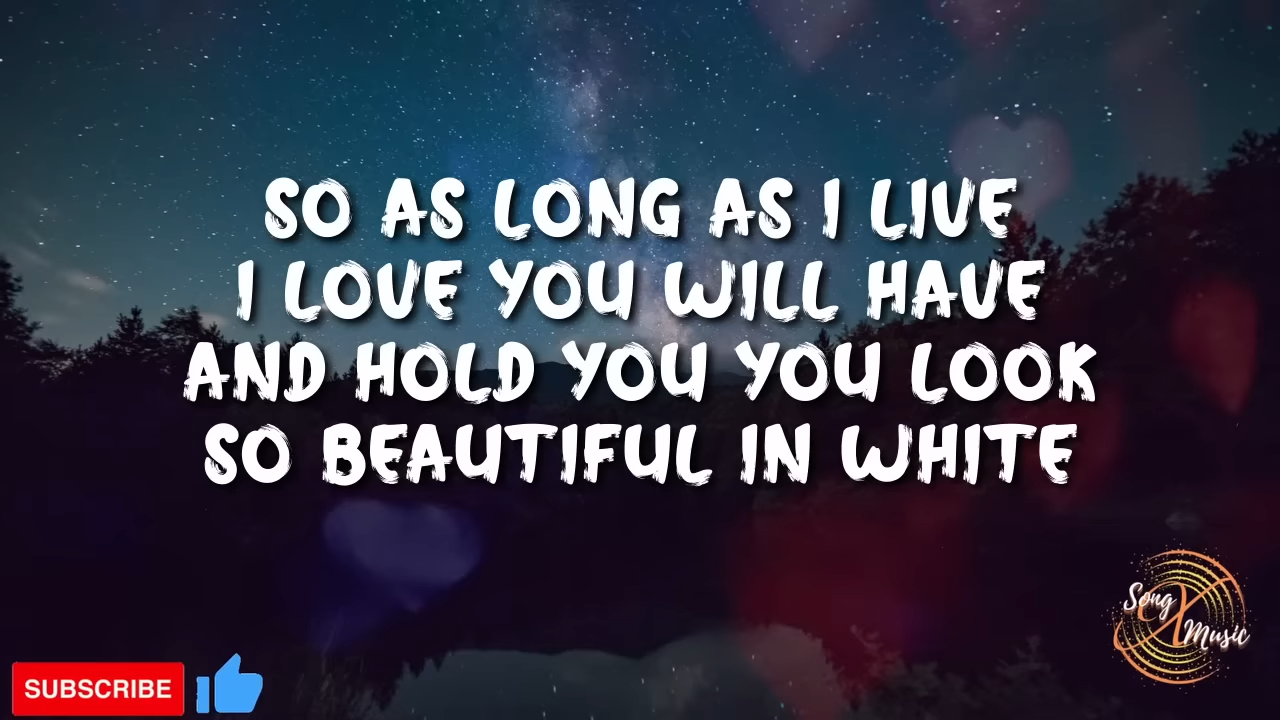 SO AS LONG AS I LIVE
I LOVE YOU WILL HAVE
AND HOLD YOU YOU LOOK
SO BEAUTIFUL IN WHITE
Song X Music
SUBSCRIBE